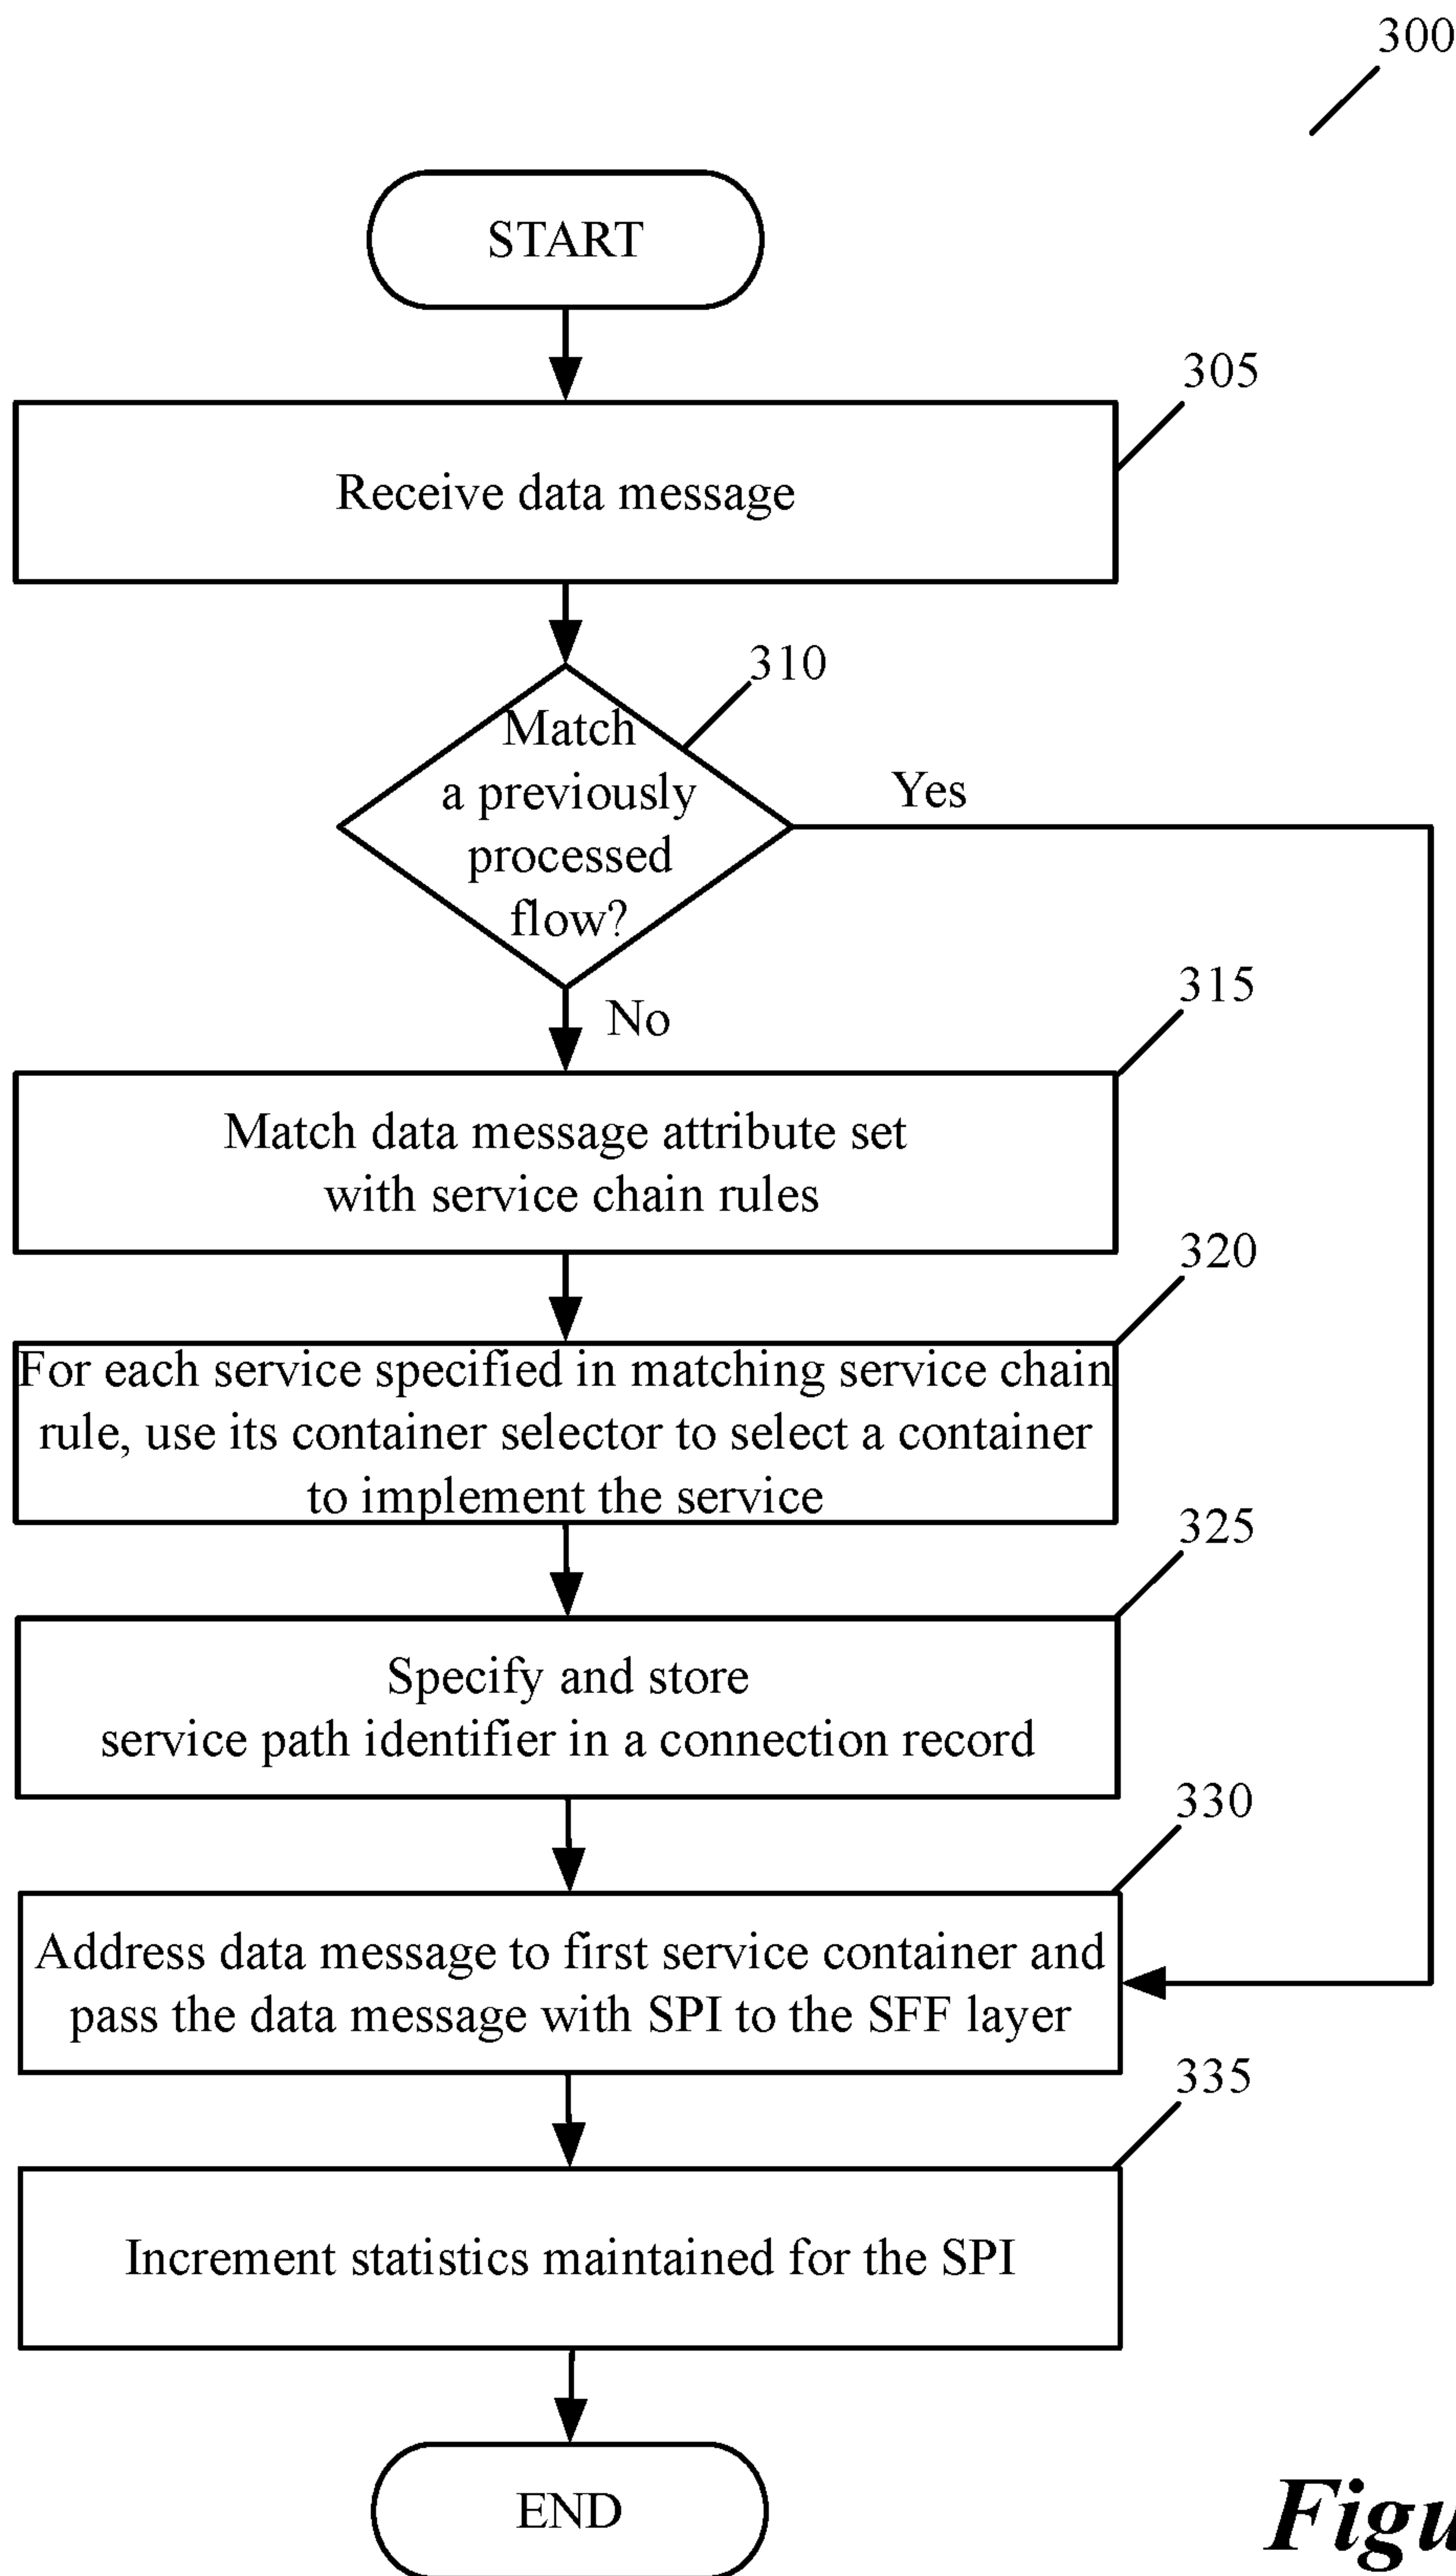 300
START
305
Receive data message
310
Match
a previously
processed
flow?
Yes
No
315
Match data message attribute set
with service chain rules
320
For each service specified in matching service chain
rule, use its container selector to select a container
to implement the service
325
Specify and store
service path identifier in a connection record
330
Address data message to first service container and
pass the data message with SPI to the SFF layer
335
Increment statistics maintained for the SPI
END